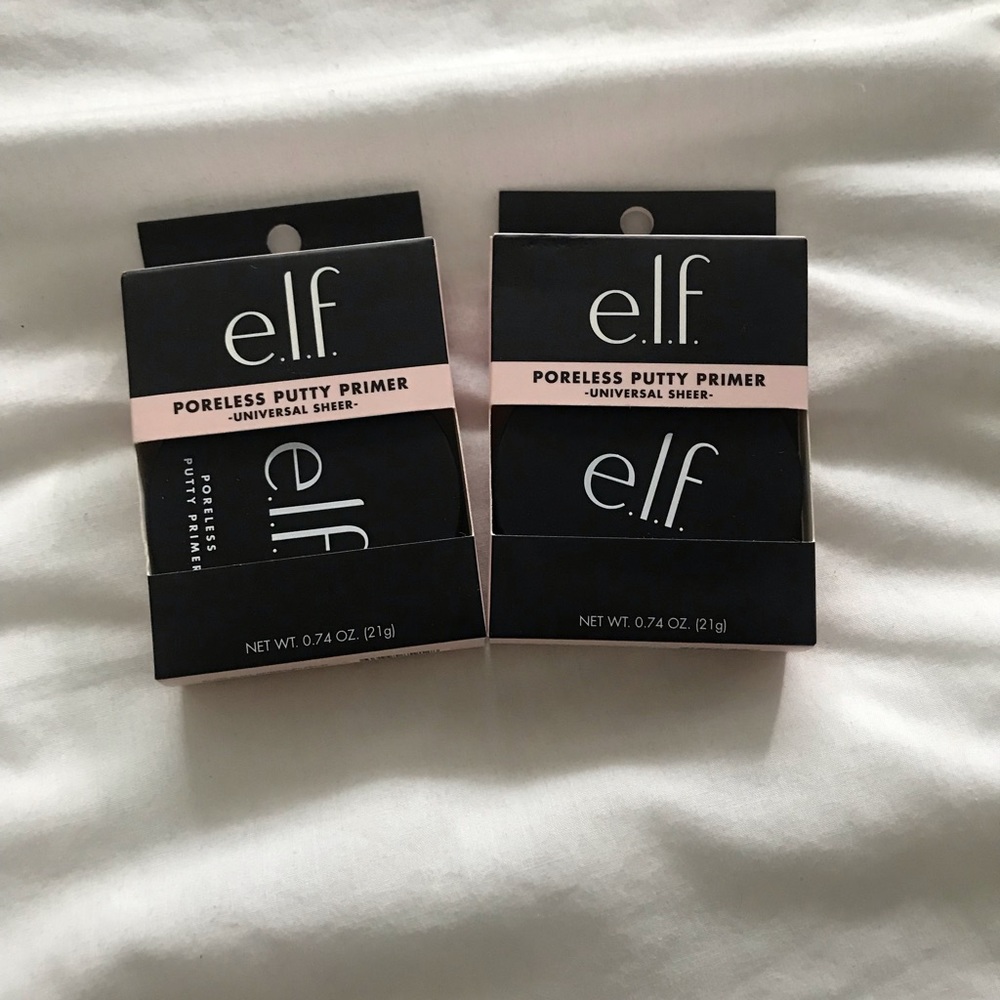 e.l.f.
PORELESS PUTTY PRIMER
-UNIVERSAL SHEER-
e.l.f.
PORELESS
PUTTY PRIMER
NET WT. 0.74 OZ. (21g)
e.l.f.
PORELESS PUTTY PRIMER
-UNIVERSAL SHEER-
e.l.f.
NET WT. 0.74 OZ. (21g)